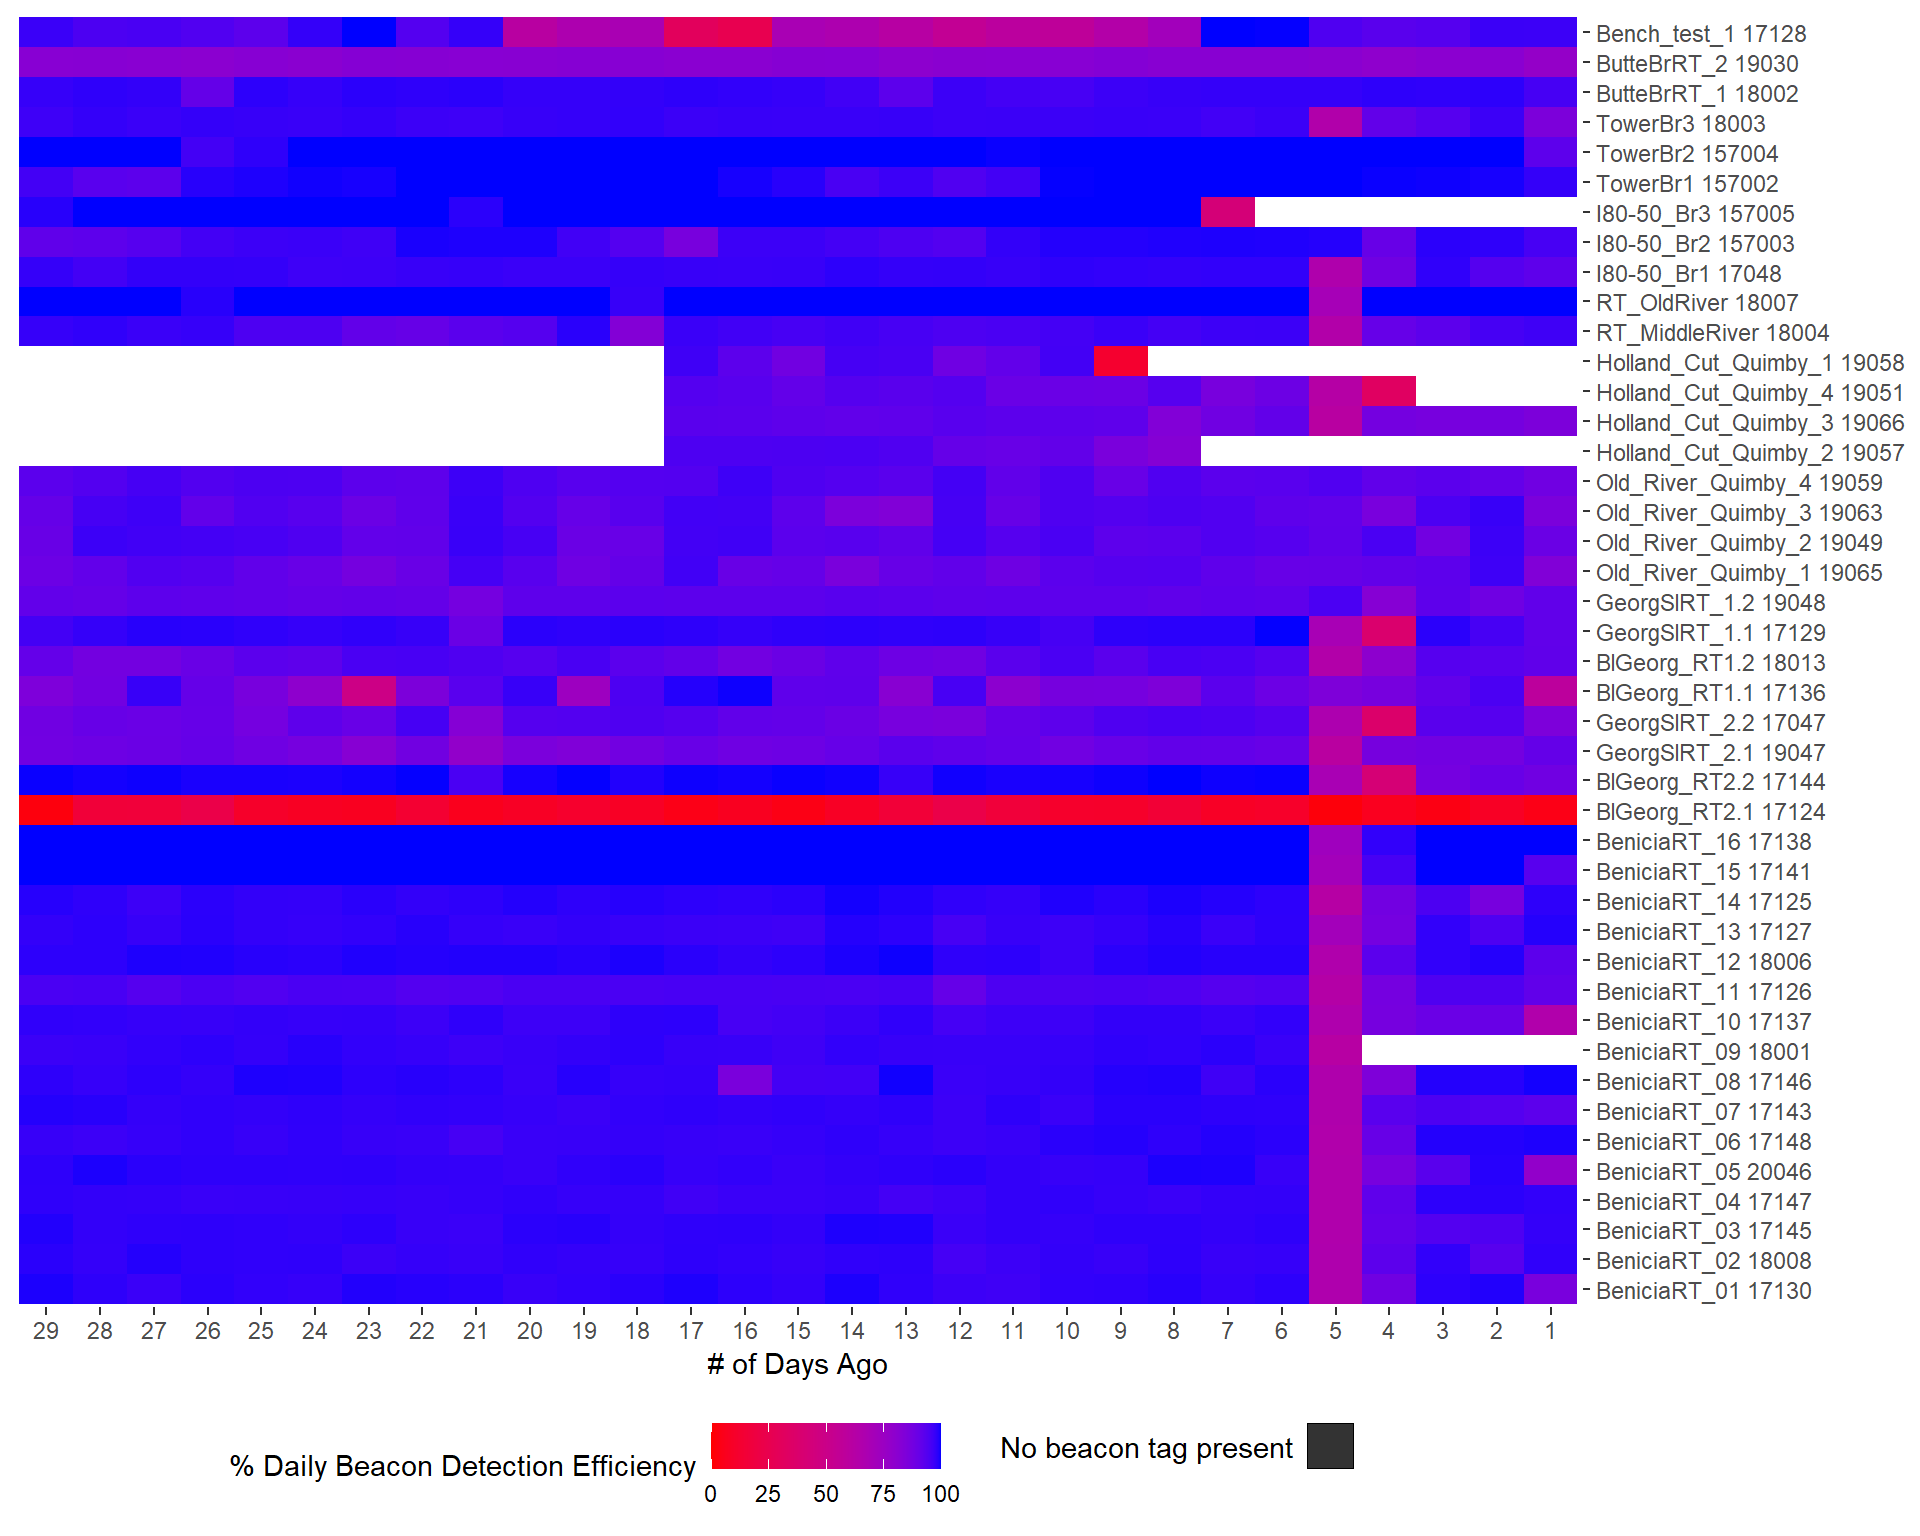 Bench_test_1 17128
ButteBrRT_2 19030
ButteBrRT_1 18002
TowerBr3 18003
TowerBr2 157004
TowerBr1 157002
I80-50_Br3 157005
I80-50_Br2 157003
I80-50_Br1 17048
RT_OldRiver 18007
RT_MiddleRiver 18004
Holland_Cut_Quimby_1 19058
Holland_Cut_Quimby_4 19051
Holland_Cut_Quimby_3 19066
Holland_Cut_Quimby_2 19057
Old_River_Quimby_4 19059
Old_River_Quimby_3 19063
Old_River_Quimby_2 19049
Old_River_Quimby_1 19065
GeorgSlRT_1.2 19048
GeorgSlRT_1.1 17129
BlGeorg_RT1.2 18013
BlGeorg_RT1.1 17136
GeorgSlRT_2.2 17047
GeorgSlRT_2.1 19047
BlGeorg_RT2.2 17144
BlGeorg_RT2.1 17124
BeniciaRT_16 17138
BeniciaRT_15 17141
BeniciaRT_14 17125
BeniciaRT_13 17127
BeniciaRT_12 18006
BeniciaRT_11 17126
BeniciaRT_10 17137
BeniciaRT_09 18001
BeniciaRT_08 17146
BeniciaRT_07 17143
BeniciaRT_06 17148
BeniciaRT_05 20046
BeniciaRT_04 17147
BeniciaRT_03 17145
BeniciaRT_02 18008
BeniciaRT_01 17130
29 28 27 26 25 24 23 22 21 20 19 18 17 16 15 14 13 12 11 10 9 8 7 6 5 4 3 2 1
# of Days Ago
% Daily Beacon Detection Efficiency
0 25 50 75 100
No beacon tag present